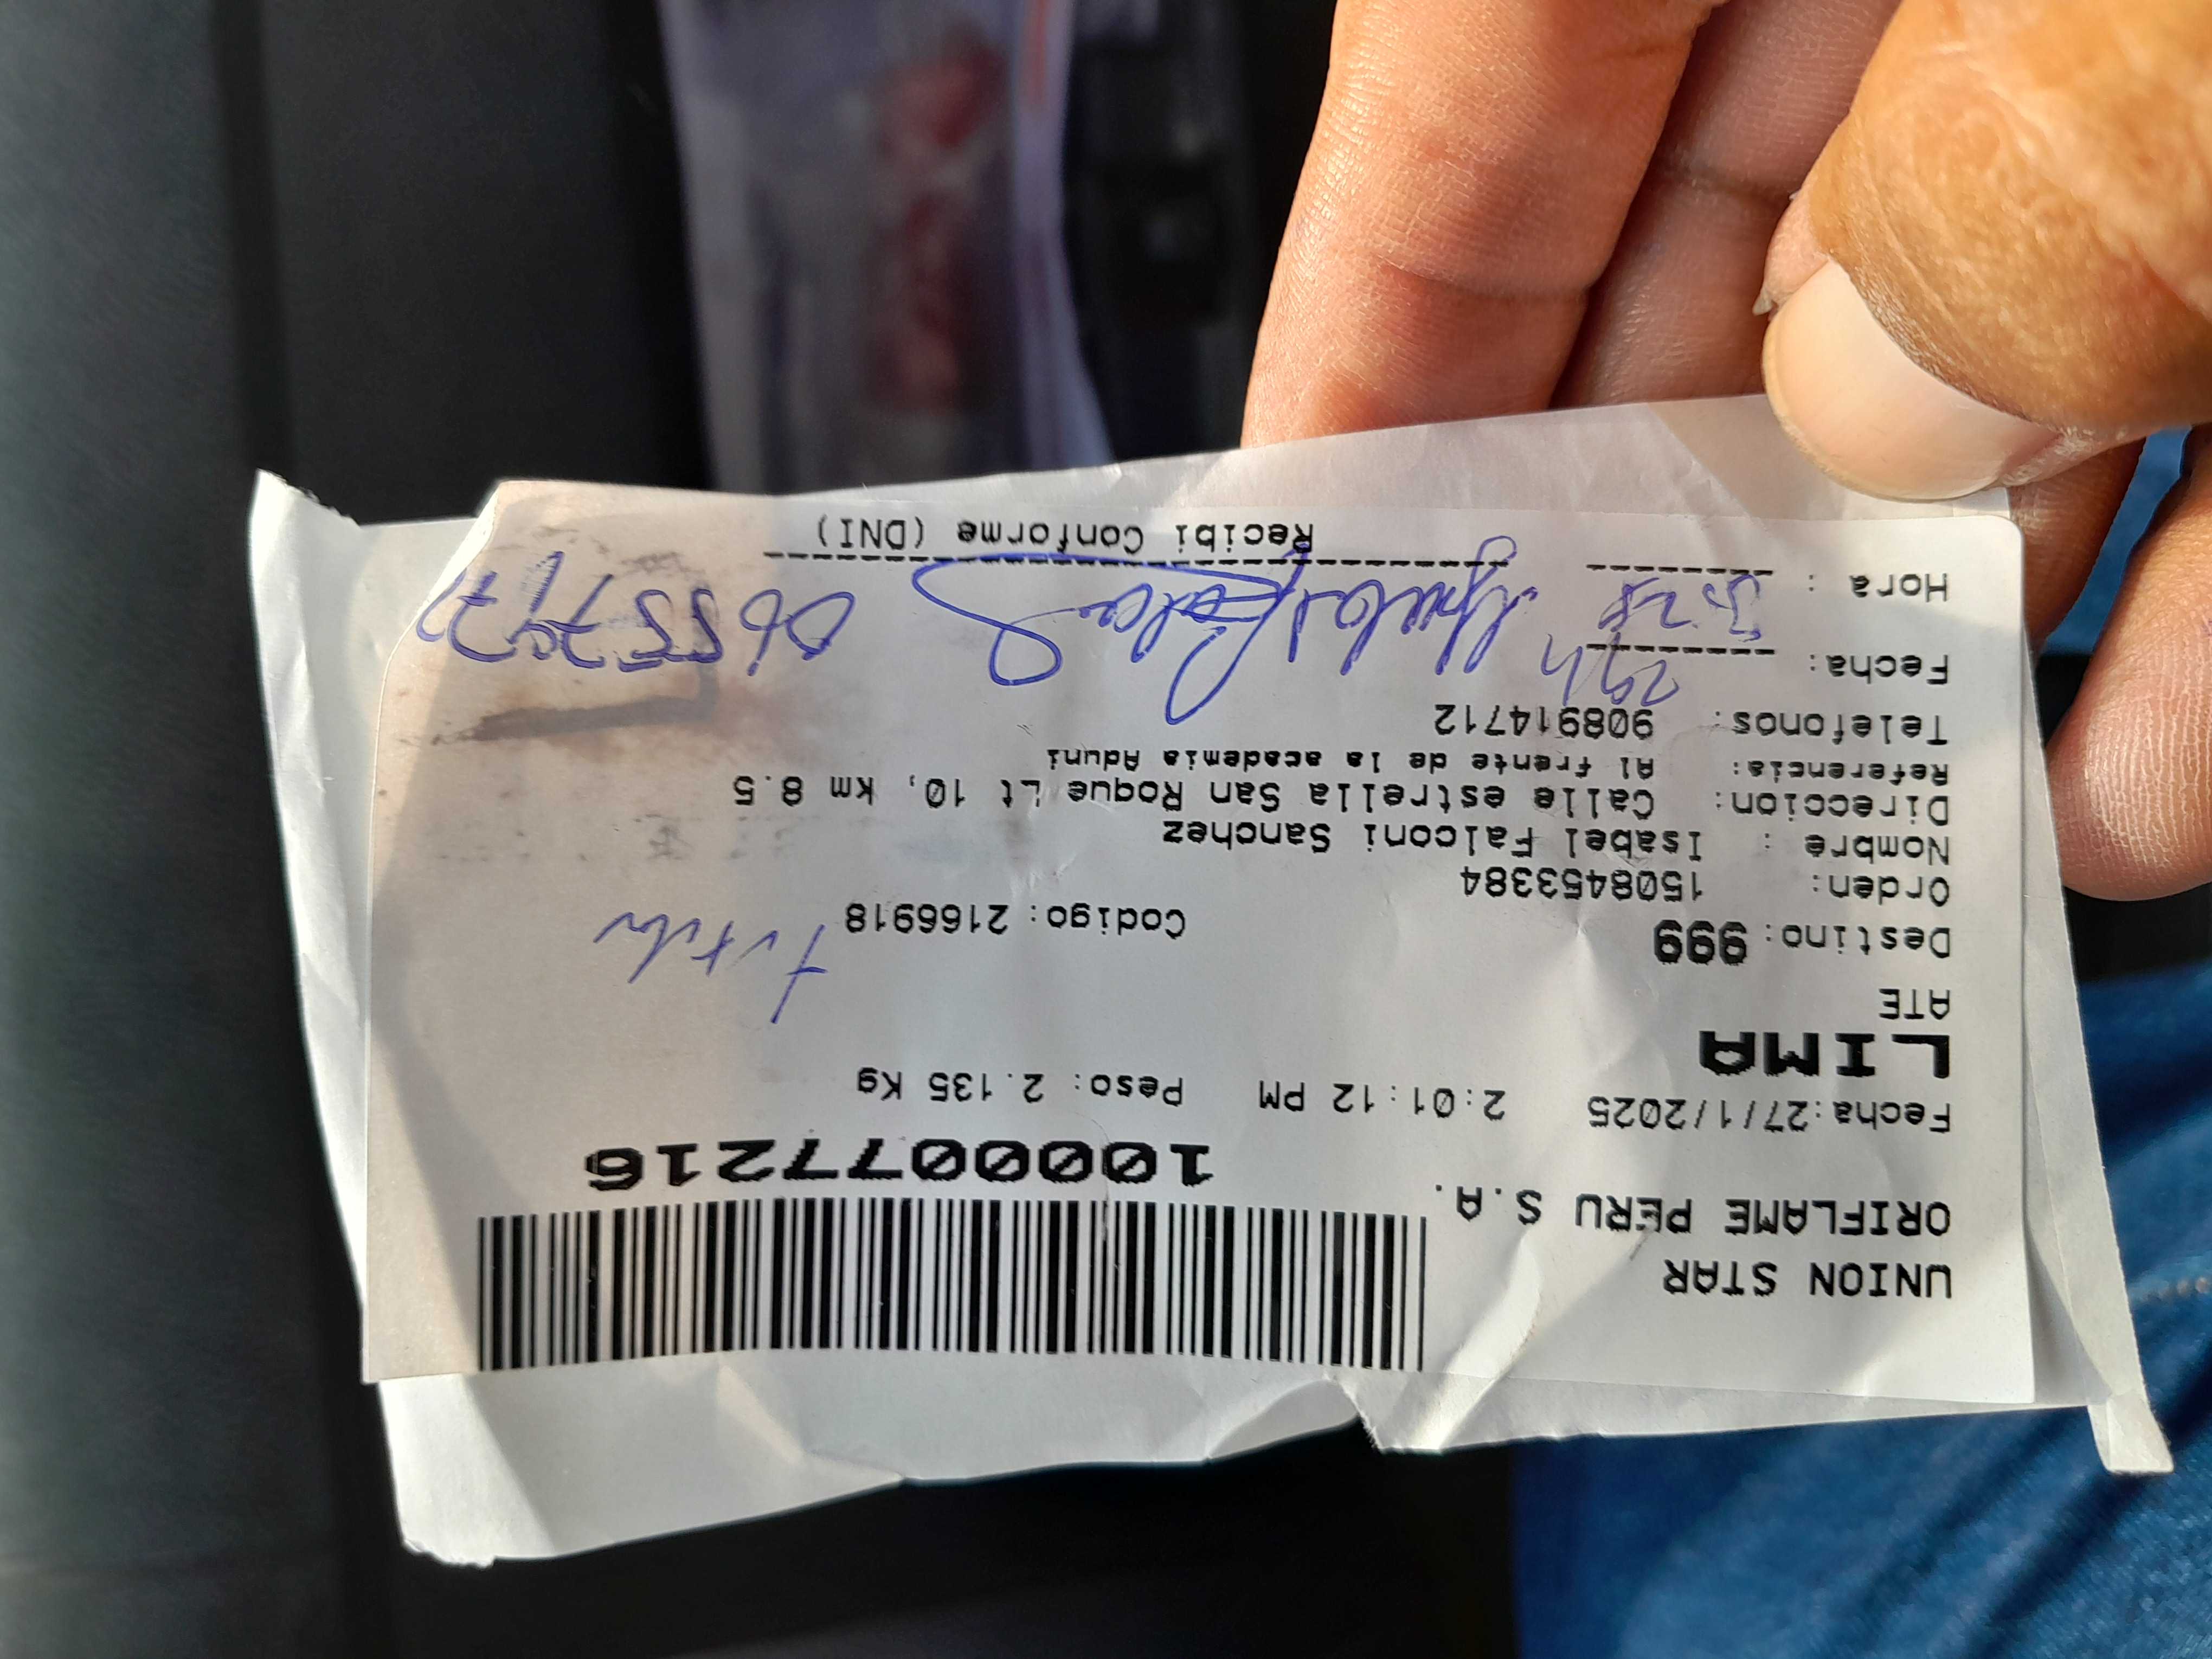 UNION STAR
ORIFLAME PERU S.A.
1000077216
Fecha:27/1/2025 2:01:12 PM Peso: 2.135 Kg
LIMA
ATE
Destino: 999 Codigo: 2166918
Orden: 1508453384
Nombre : Isabel Falconi Sanchez
Direccion: Calle estrella San Roque Lt 10, km 8.5
Referencia: Al frente de la academia Aduni
Telefonos: 908914712
Fecha:
Hora :
Recibi Conforme (DNI)